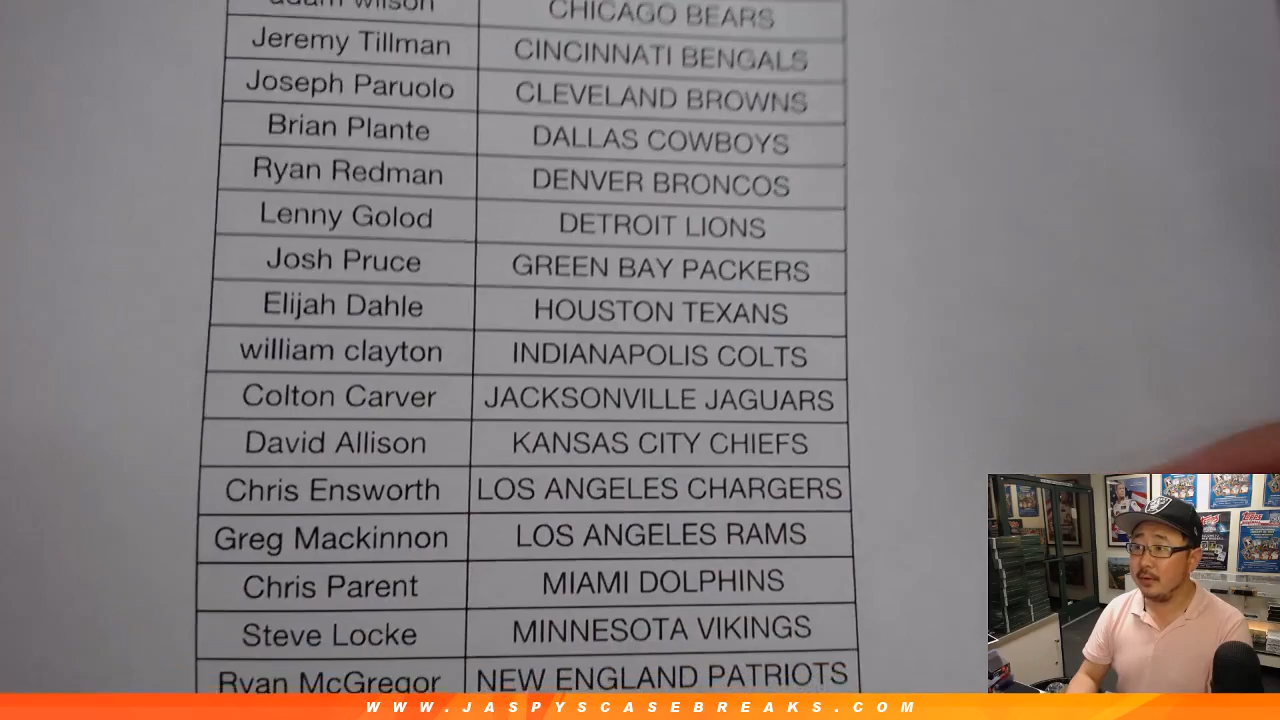 adam wilson CHICAGO BEARS
Jeremy Tillman CINCINNATI BENGALS
Joseph Paruolo CLEVELAND BROWNS
Brian Plante DALLAS COWBOYS
Ryan Redman DENVER BRONCOS
Lenny Golod DETROIT LIONS
Josh Pruce GREEN BAY PACKERS
Elijah Dahle HOUSTON TEXANS
william clayton INDIANAPOLIS COLTS
Colton Carver JACKSONVILLE JAGUARS
David Allison KANSAS CITY CHIEFS
Chris Ensworth LOS ANGELES CHARGERS
Greg Mackinnon LOS ANGELES RAMS
Chris Parent MIAMI DOLPHINS
Steve Locke MINNESOTA VIKINGS
Ryan McGregor NEW ENGLAND PATRIOTS
WWW.JASPYSCASEBREAKS.COM